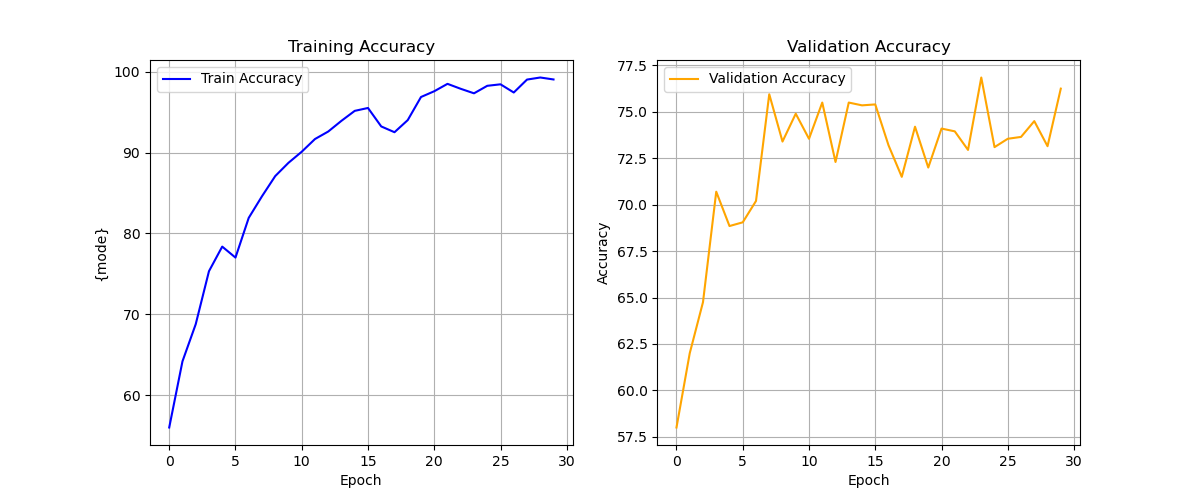 Training Accuracy
Train Accuracy
100
90
80
70
60
{mode}
0 5 10 15 20 25 30
Epoch
Validation Accuracy
Validation Accuracy
77.5
75.0
72.5
70.0
67.5
65.0
62.5
60.0
57.5
Accuracy
0 5 10 15 20 25 30
Epoch